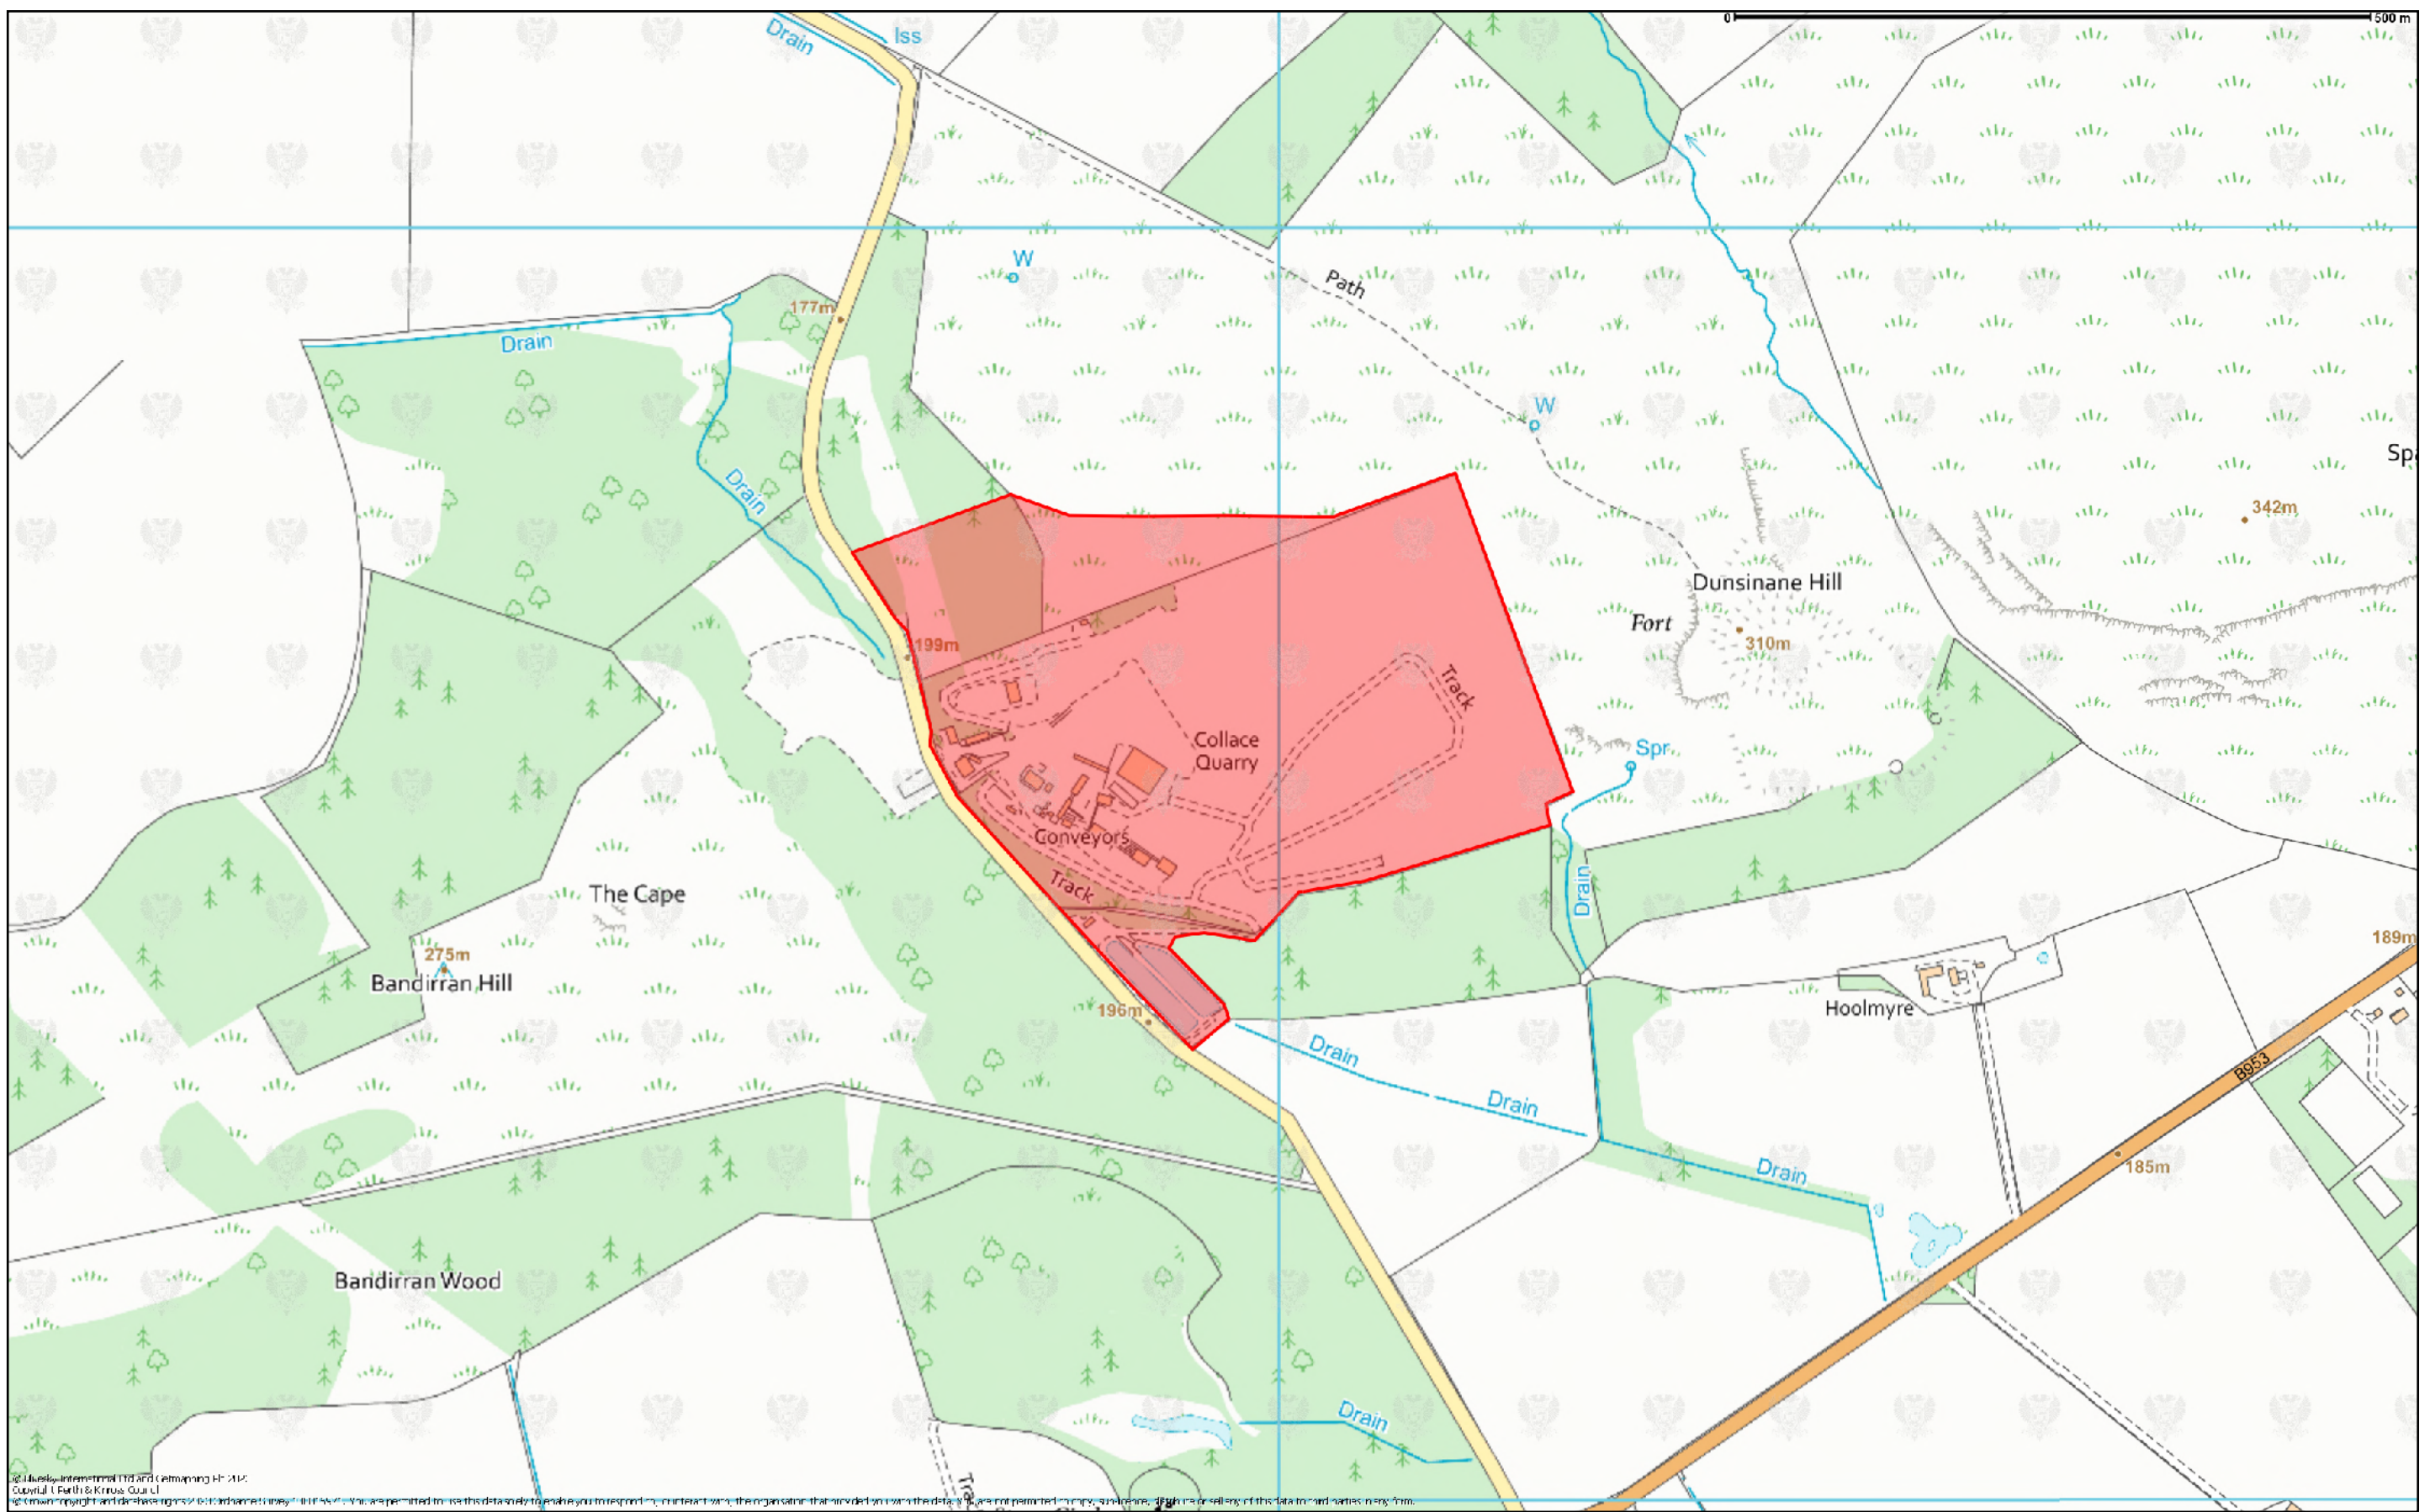 0
500 m
Iss
Drain
W
Path
177m
Drain
W
Drain
342m
Dunsinane Hill
Fort
310m
199m
Track
Collace
Quarry
Spr
Conveyors
Track
The Cape
Drain
275m
Bandirran Hill
189m
196m
Hoolmyre
Drain
B953
Drain
Drain
185m
Bandirran Wood
Drain
Copyright Perth & Kinross Council